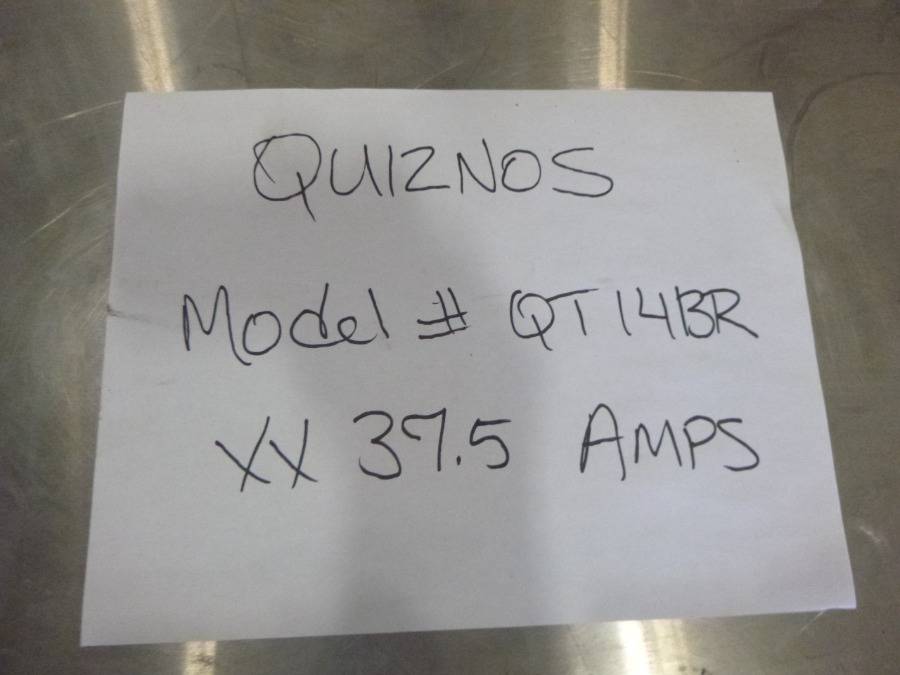 QUIZNOS
Model # QT14BR
XX 37.5 AMPS